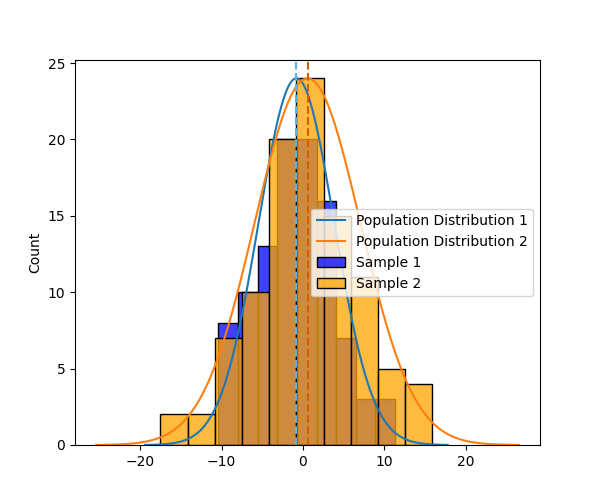 25
20
15
10
5
0
Count
Population Distribution 1
Population Distribution 2
Sample 1
Sample 2
−20
−10
0
10
20